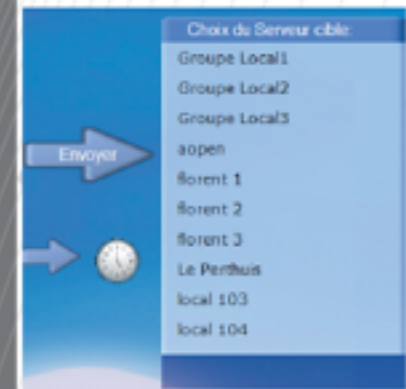 Choix du Serveur cible:
Groupe Local1
Groupe Local2
Groupe Local3
Envoyer
aopen
florent 1
florent 2
florent 3
Le Perthuis
local 103
local 104